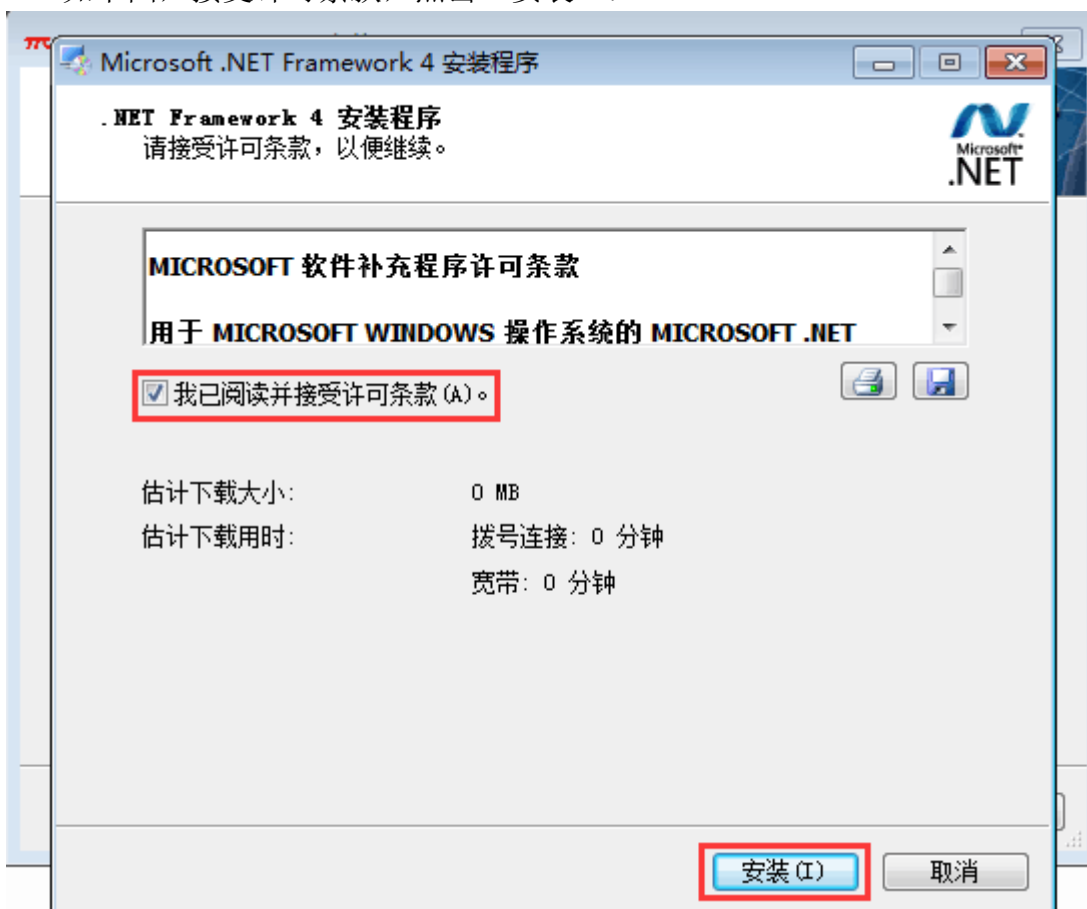 Microsoft .NET Framework 4 安装程序
.NET Framework 4 安装程序
请接受许可条款，以便继续。
Microsoft
.NET
MICROSOFT 软件补充程序许可条款
用于 MICROSOFT WINDOWS 操作系统的 MICROSOFT .NET
我已阅读并接受许可条款(A)。
估计下载大小: 0 MB
估计下载用时: 拨号连接: 0 分钟
宽带: 0 分钟
安装(I) 取消